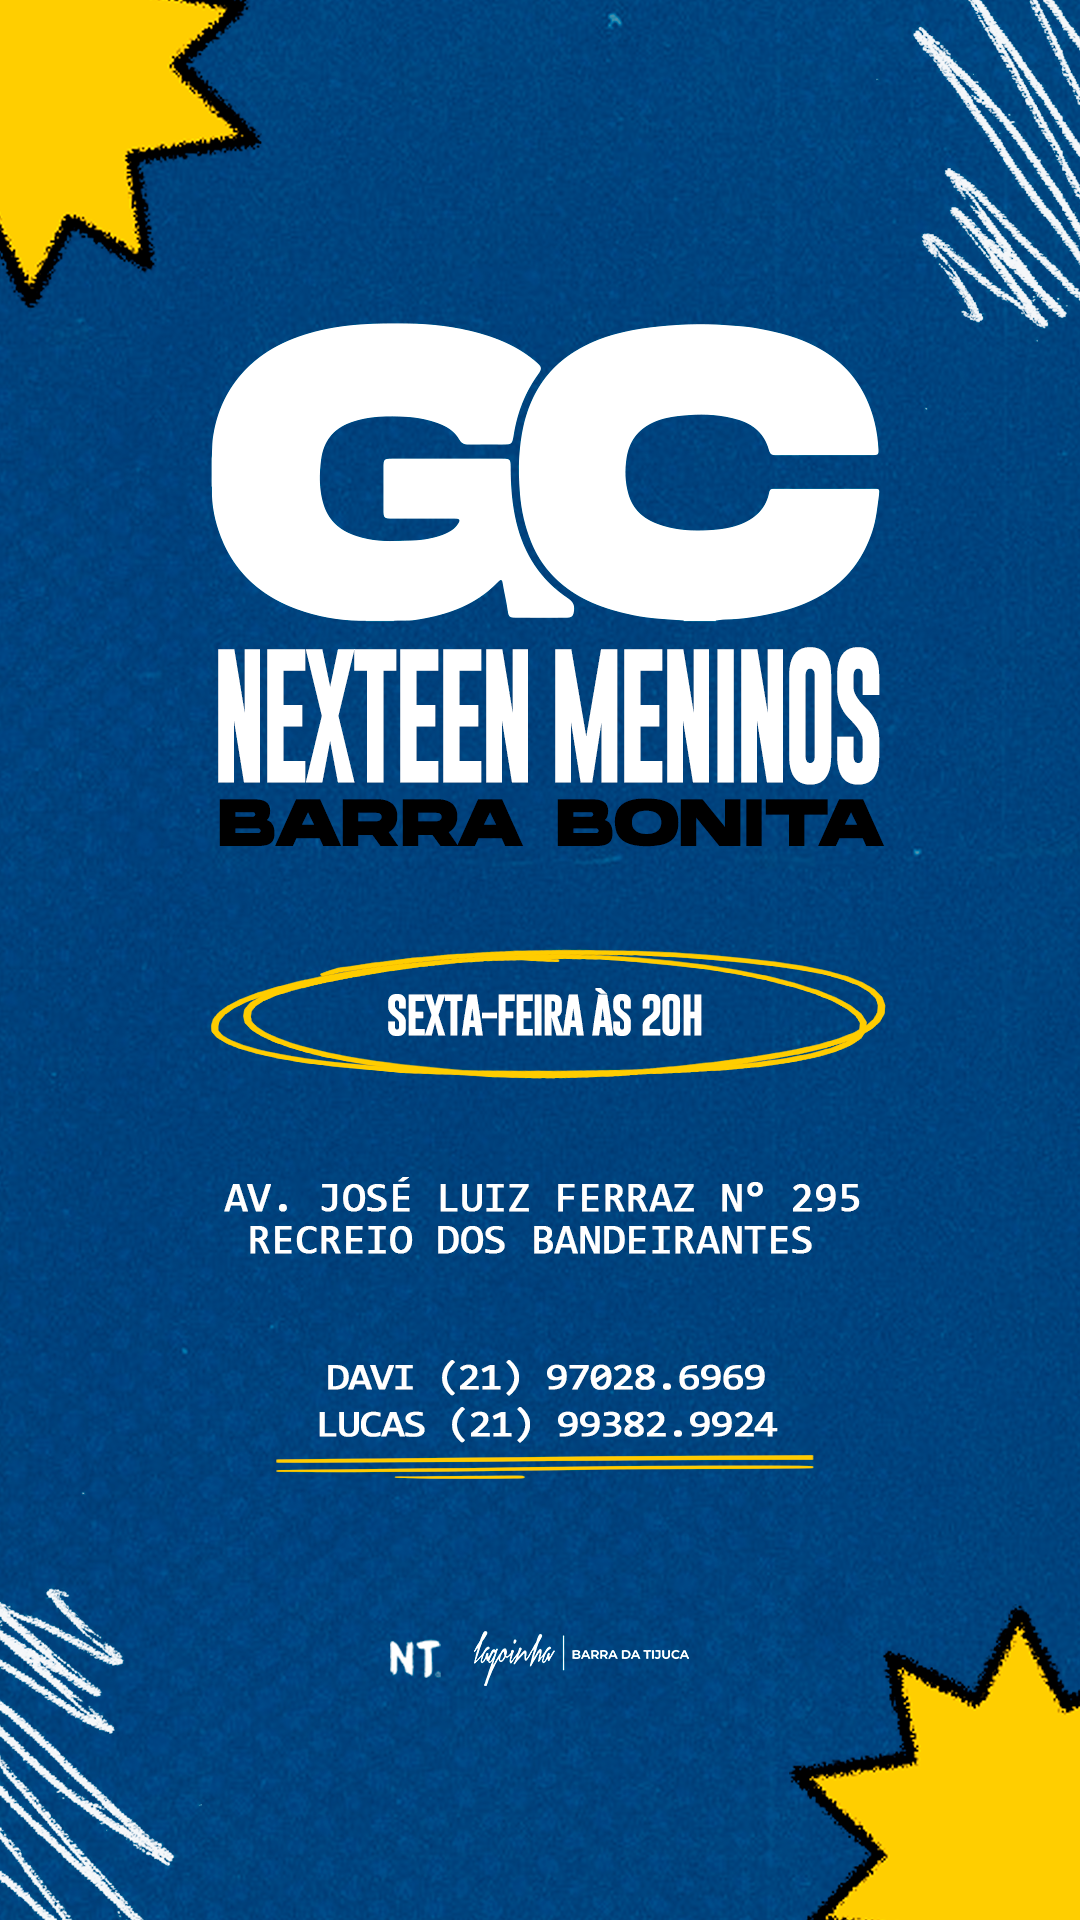 GC
NEXTEEN MENINOS
BARRA BONITA
SEXTA-FEIRA ÀS 20H
AV. JOSÉ LUIZ FERRAZ Nº 295
RECREIO DOS BANDEIRANTES
DAVI (21) 97028.6969
LUCAS (21) 99382.9924
NT. lagoinha | BARRA DA TIJUCA